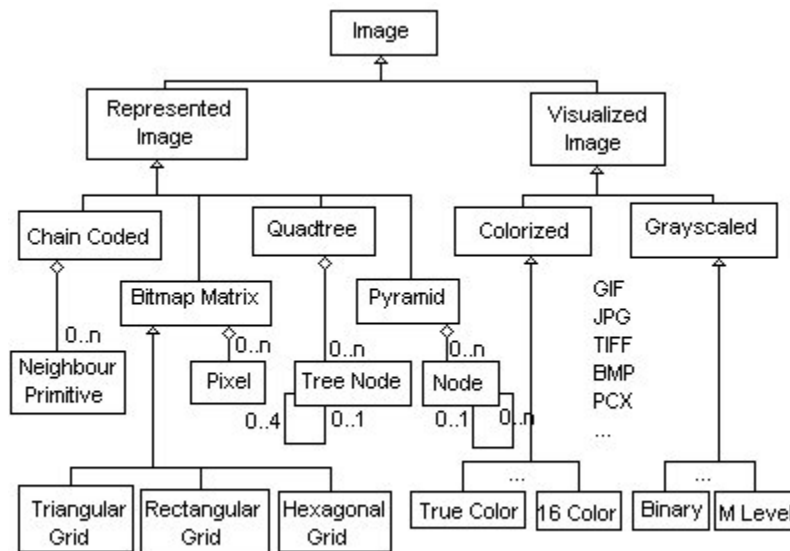 Image
Represented
Image
Visualized
Image
Chain Coded
Quadtree
Colorized
Grayscaled
Bitmap Matrix
Pyramid
GIF
JPG
TIFF
BMP
PCX
...
0..n
0..n
0..n
0..n
Neighbour
Primitive
Pixel
Tree Node
Node
0..4
0..1
0..1
0..n
...
...
Triangular
Grid
Rectangular
Grid
Hexagonal
Grid
True Color
16 Color
Binary
M Level